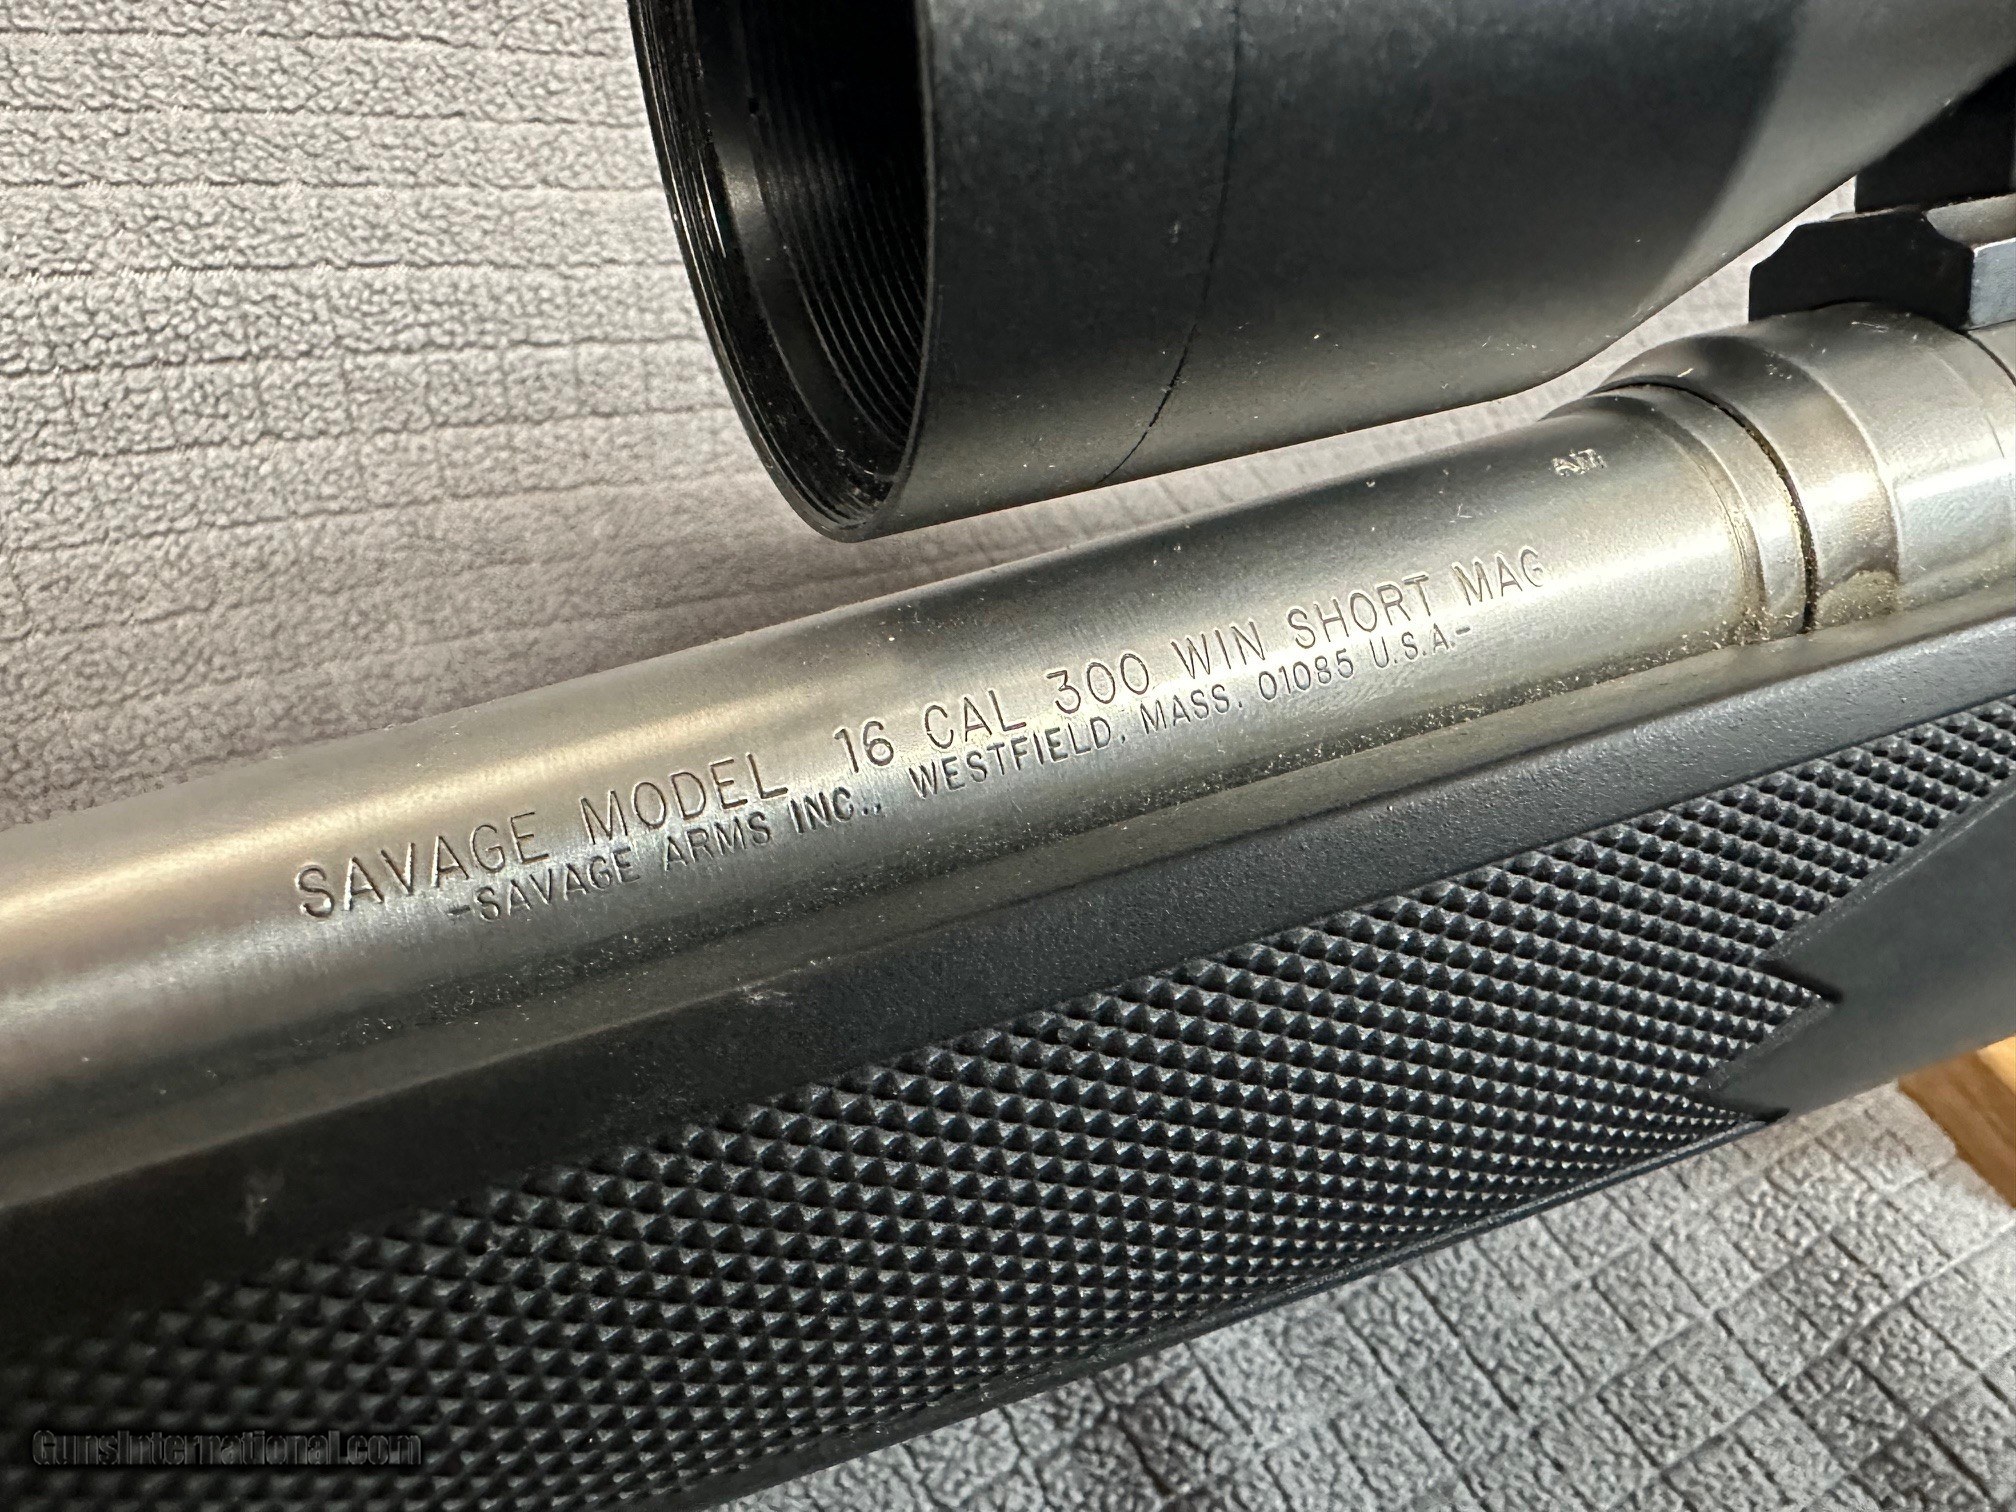 SAVAGE MODEL 16 CAL 300 WIN SHORT MAG
-SAVAGE ARMS INC., WESTFIELD, MASS. 01085 U.S.A.-
GunsInternational.com